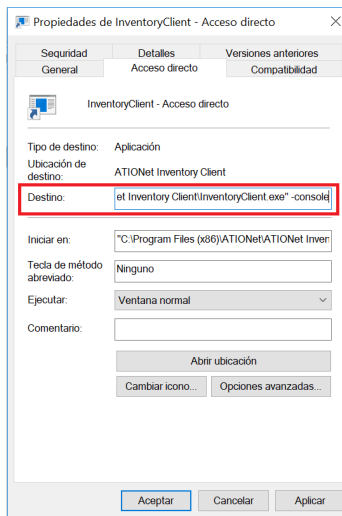 Propiedades de InventoryClient - Acceso directo
Seguridad Detalles Versiones anteriores
General Acceso directo Compatibilidad
InventoryClient - Acceso directo
Tipo de destino: Aplicación
Ubicación de destino: ATIONet Inventory Client
Destino: et Inventory Client\InventoryClient.exe" -console
Iniciar en: "C:\Program Files (x86)\ATIONet\ATIONet Inven
Tecla de método abreviado: Ninguno
Ejecutar: Ventana normal
Comentario:
Abrir ubicación
Cambiar icono... Opciones avanzadas...
Aceptar Cancelar Aplicar